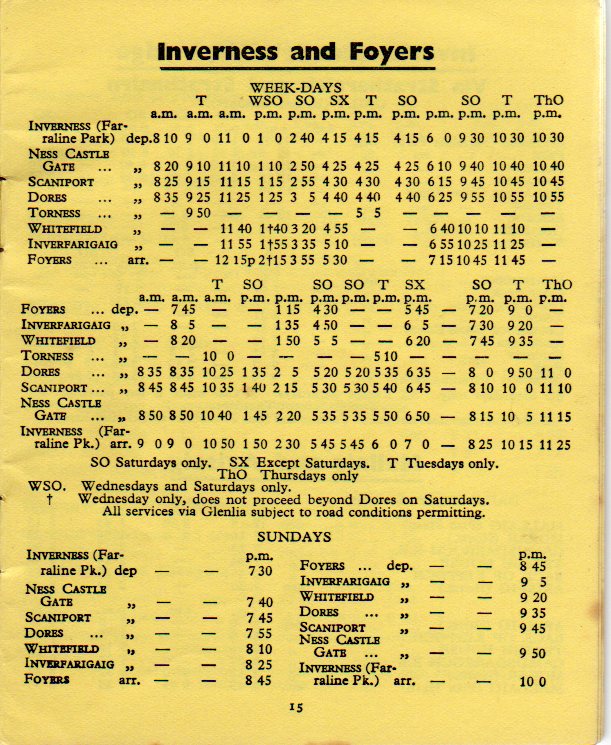 Inverness and Foyers
WEEK-DAYS
T WSO SO SX T SO SO T ThO
a.m. a.m. a.m. p.m. p.m. p.m. p.m. p.m. p.m. p.m. p.m. p.m.
INVERNESS (Far-
raline Park) dep. 8 10 9 0 11 0 1 0 2 40 4 15 4 15 4 15 6 0 9 30 10 30 10 30
NESS CASTLE
GATE ... „ 8 20 9 10 11 10 1 10 2 50 4 25 4 25 4 25 6 10 9 40 10 40 10 40
SCANIPORT „ 8 25 9 15 11 15 1 15 2 55 4 30 4 30 4 30 6 15 9 45 10 45 10 45
DORES ... „ 8 35 9 25 11 25 1 25 3 5 4 40 4 40 4 40 6 25 9 55 10 55 10 55
TORNESS ... „ — 9 50 — — — — 5 5 — — — — —
WHITEFIELD „ — — 11 40 1†40 3 20 4 55 — — 6 40 10 10 11 10 —
INVERFARIGAIG „ — — 11 55 1†55 3 35 5 10 — — 6 55 10 25 11 25 —
FOYERS ... arr. — — 12 15p 2†15 3 55 5 30 — — 7 15 10 45 11 45 —
T SO SO SO T SX SO T ThO
a.m. a.m. a.m. p.m. p.m. p.m. p.m. p.m. p.m. p.m. p.m. p.m.
FOYERS ... dep. — 7 45 — — 1 15 4 30 — — 5 45 — 7 20 9 0 —
INVERFARIGAIG „ — 8 5 — — 1 35 4 50 — — 6 5 — 7 30 9 20 —
WHITEFIELD „ — 8 20 — — 1 50 5 5 — — 6 20 — 7 45 9 35 —
TORNESS ... „ — — 10 0 — — — — 5 10 — — — — —
DORES ... „ 8 35 8 35 10 25 1 35 2 5 5 20 5 20 5 35 6 35 — 8 0 9 50 11 0
SCANIPORT ... „ 8 45 8 45 10 35 1 40 2 15 5 30 5 30 5 40 6 45 — 8 10 10 0 11 10
NESS CASTLE
GATE ... „ 8 50 8 50 10 40 1 45 2 20 5 35 5 35 5 50 6 50 — 8 15 10 5 11 15
INVERNESS (Far-
raline Pk.) arr. 9 0 9 0 10 50 1 50 2 30 5 45 5 45 6 0 7 0 — 8 25 10 15 11 25
SO Saturdays only. SX Except Saturdays. T Tuesdays only.
ThO Thursdays only
WSO. Wednesdays and Saturdays only.
† Wednesday only, does not proceed beyond Dores on Saturdays.
All services via Glenlia subject to road conditions permitting.
SUNDAYS
p.m.
INVERNESS (Far-
raline Pk.) dep — — 7 30
NESS CASTLE
GATE „ — — 7 40
SCANIPORT „ — — 7 45
DORES ... „ — — 7 55
WHITEFIELD „ — — 8 10
INVERFARIGAIG „ — — 8 25
FOYERS arr. — — 8 45
p.m.
FOYERS ... dep. — — 8 45
INVERFARIGAIG „ — — 9 5
WHITEFIELD „ — — 9 20
DORES ... „ — — 9 35
SCANIPORT „ — — 9 45
NESS CASTLE
GATE ... „ — — 9 50
INVERNESS (Far-
raline Pk.) arr. — — 10 0
15